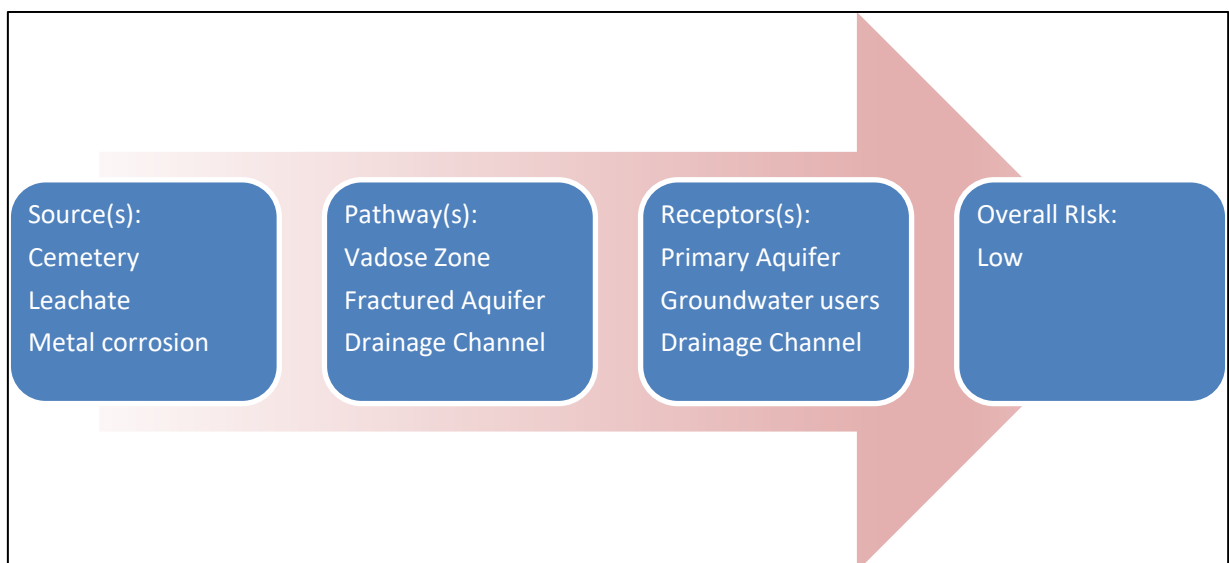 Source(s):
Cemetery
Leachate
Metal corrosion
Pathway(s):
Vadose Zone
Fractured Aquifer
Drainage Channel
Receptors(s):
Primary Aquifer
Groundwater users
Drainage Channel
Overall RIsk:
Low